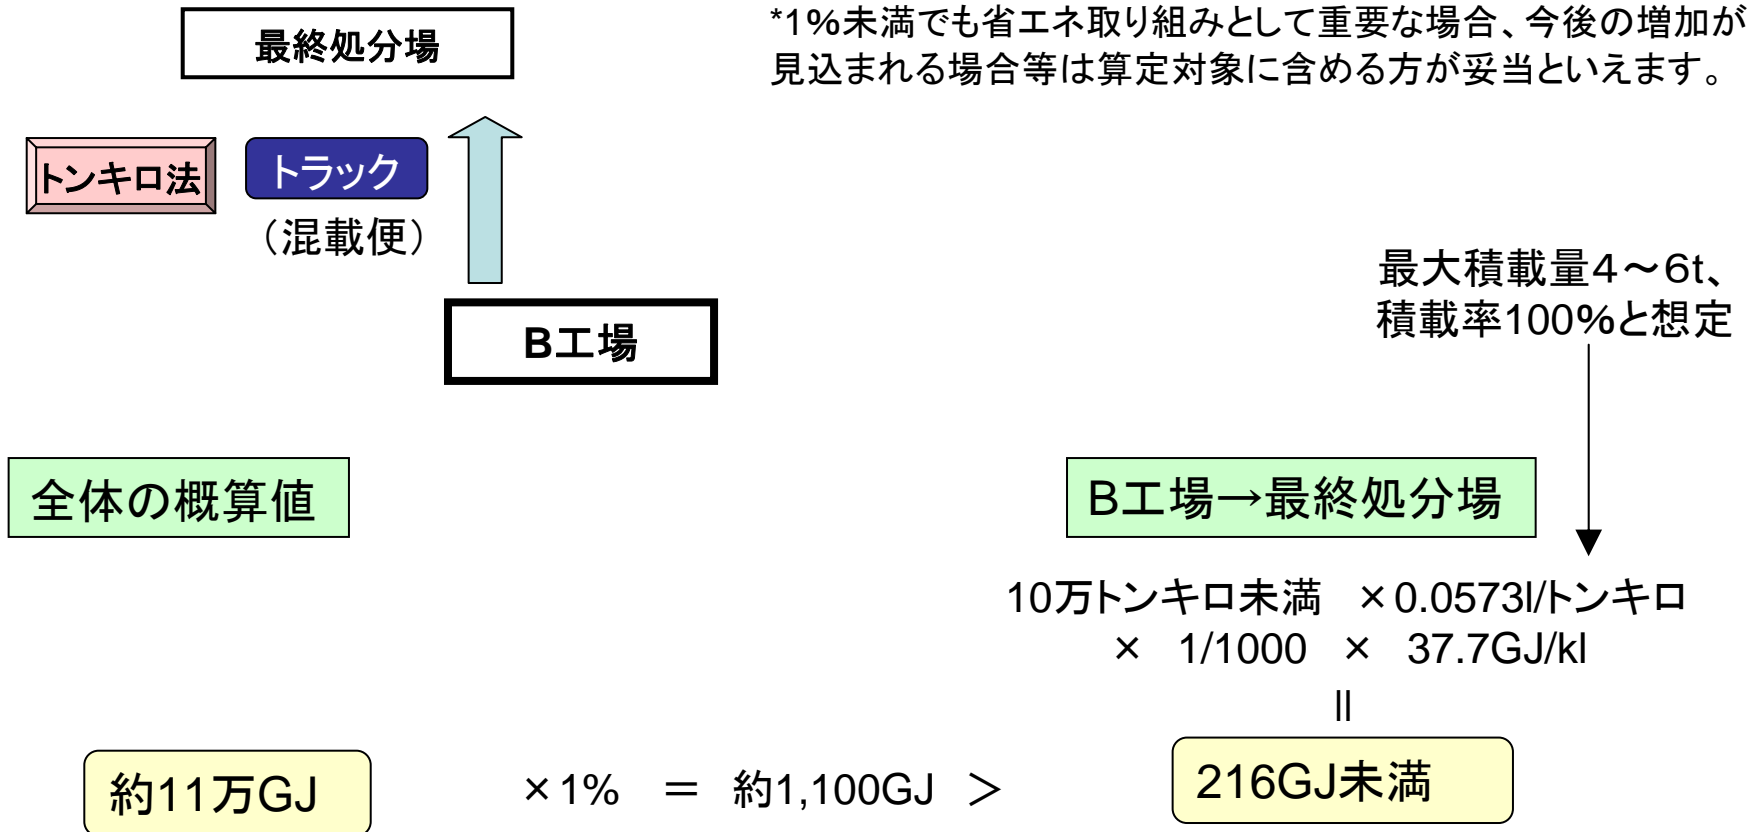 最終処分場
*1%未満でも省エネ取り組みとして重要な場合、今後の増加が
見込まれる場合等は算定対象に含める方が妥当といえます。
トンキロ法
トラック
（混載便）
B工場
最大積載量4～6t、
積載率100%と想定
全体の概算値
B工場→最終処分場
10万トンキロ未満 ×0.0573l/トンキロ
× 1/1000 × 37.7GJ/kl
=
約11万GJ ×1% ＝ 約1,100GJ ＞ 216GJ未満